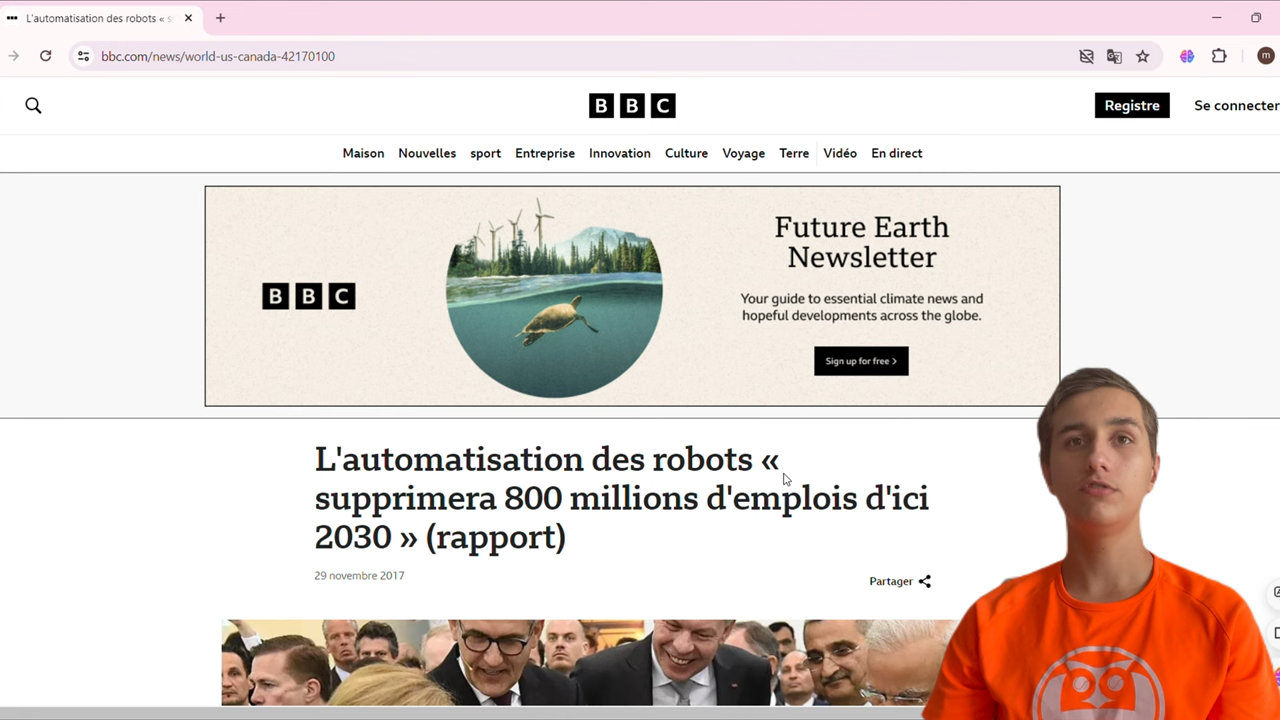 L'automatisation des robots « s
bbc.com/news/world-us-canada-42170100
m
BBC
Registre
Se connecter
Maison Nouvelles sport Entreprise Innovation Culture Voyage Terre Vidéo En direct
BBC
Future Earth
Newsletter
Your guide to essential climate news and
hopeful developments across the globe.
Sign up for free >
L'automatisation des robots «
supprimera 800 millions d'emplois d'ici
2030 » (rapport)
29 novembre 2017
Partager